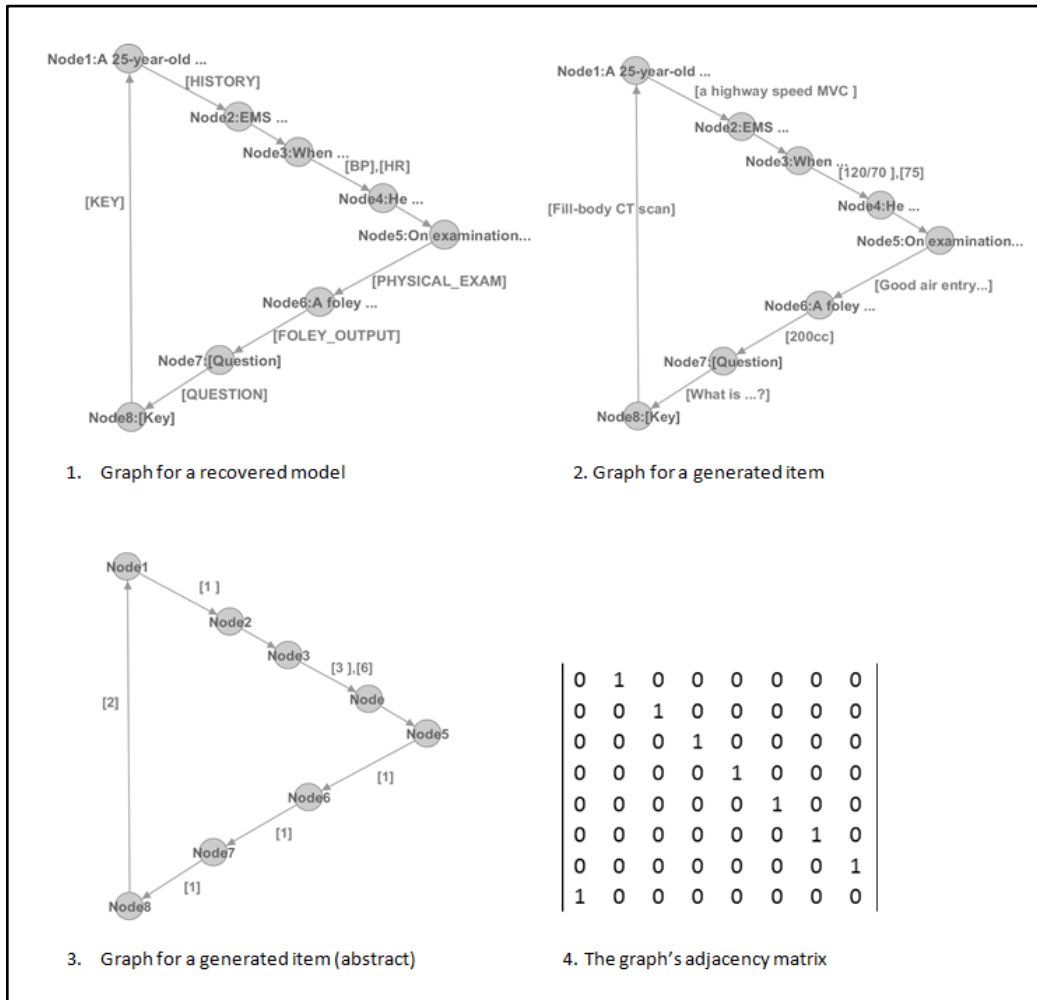 Node1:A 25-year-old ...
[HISTORY]
Node2:EMS ...
Node3:When ...
[BP],[HR]
Node4:He ...
[KEY]
Node5:On examination...
[PHYSICAL_EXAM]
Node6:A foley ...
[FOLEY_OUTPUT]
Node7:[Question]
[QUESTION]
Node8:[Key]
1. Graph for a recovered model
Node1:A 25-year-old ...
[a highway speed MVC ]
Node2:EMS ...
Node3:When ...
[120/70 ],[75]
Node4:He ...
[Fill-body CT scan]
Node5:On examination...
[Good air entry...]
Node6:A foley ...
[200cc]
Node7:[Question]
[What is ...?]
Node8:[Key]
2. Graph for a generated item
Node1
[1 ]
Node2
Node3
[3 ],[6]
Node
[2]
Node5
[1]
Node6
[1]
Node7
[1]
Node8
3. Graph for a generated item (abstract)
0 1 0 0 0 0 0 0
0 0 1 0 0 0 0 0
0 0 0 1 0 0 0 0
0 0 0 0 1 0 0 0
0 0 0 0 0 1 0 0
0 0 0 0 0 0 1 0
0 0 0 0 0 0 0 1
1 0 0 0 0 0 0 0
4. The graph's adjacency matrix